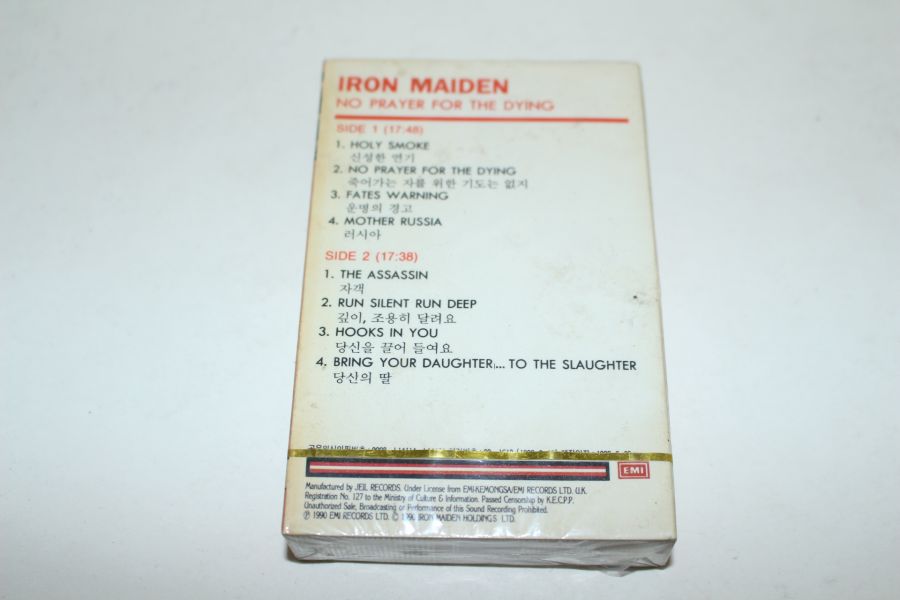 IRON MAIDEN
NO PRAYER FOR THE DYING
SIDE 1 (17:48)
1. HOLY SMOKE
신성한 연기
2. NO PRAYER FOR THE DYING
죽어가는 자를 위한 기도는 없지
3. FATES WARNING
운명의 경고
4. MOTHER RUSSIA
러시아
SIDE 2 (17:38)
1. THE ASSASSIN
자객
2. RUN SILENT RUN DEEP
깊이, 조용히 달려요
3. HOOKS IN YOU
당신을 끌어 들여요
4. BRING YOUR DAUGHTER... TO THE SLAUGHTER
당산의 딸
EMI
Manufactured by JEIL RECORDS. Under License from EMI-KEMONGSA/EMI RECORDS LTD. U.K.
Registration No. 127 to the Ministry of Culture & Information. Passed Censorship by K.E.C.P.P.
Unauthorized Sale, Broadcasting or Performance of this Sound Recording Prohibited.
℗ 1990 EMI RECORDS LTD. © 1990 IRON MAIDEN HOLDINGS LTD.